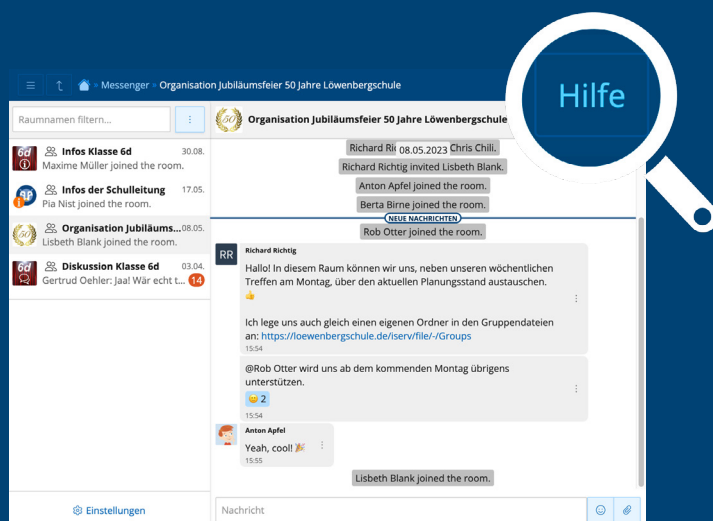 Hilfe
» Messenger » Organisation Jubiläumsfeier 50 Jahre Löwenbergschule
Raumnamen filtern...
6d Infos Klasse 6d 30.08.
Maxime Müller joined the room.
Infos der Schulleitung 17.05.
Pia Nist joined the room.
50 Organisation Jubiläums... 08.05.
Lisbeth Blank joined the room.
6d Diskussion Klasse 6d 03.04.
Gertrud Oehler: Jaa! Wär echt t... 14
Einstellungen
50 Organisation Jubiläumsfeier 50 Jahre Löwenbergschule
Richard Ri 08.05.2023 Chris Chili.
Richard Richtig invited Lisbeth Blank.
Anton Apfel joined the room.
Berta Birne joined the room.
NEUE NACHRICHTEN
Rob Otter joined the room.
RR
Richard Richtig
Hallo! In diesem Raum können wir uns, neben unseren wöchentlichen
Treffen am Montag, über den aktuellen Planungsstand austauschen.
👍
Ich lege uns auch gleich einen eigenen Ordner in den Gruppendateien
an: https://loewenbergschule.de/iserv/file/-/Groups
15:54
@Rob Otter wird uns ab dem kommenden Montag übrigens
unterstützen.
😀 2
15:54
Anton Apfel
Yeah, cool! 🎉
15:55
Lisbeth Blank joined the room.
Nachricht